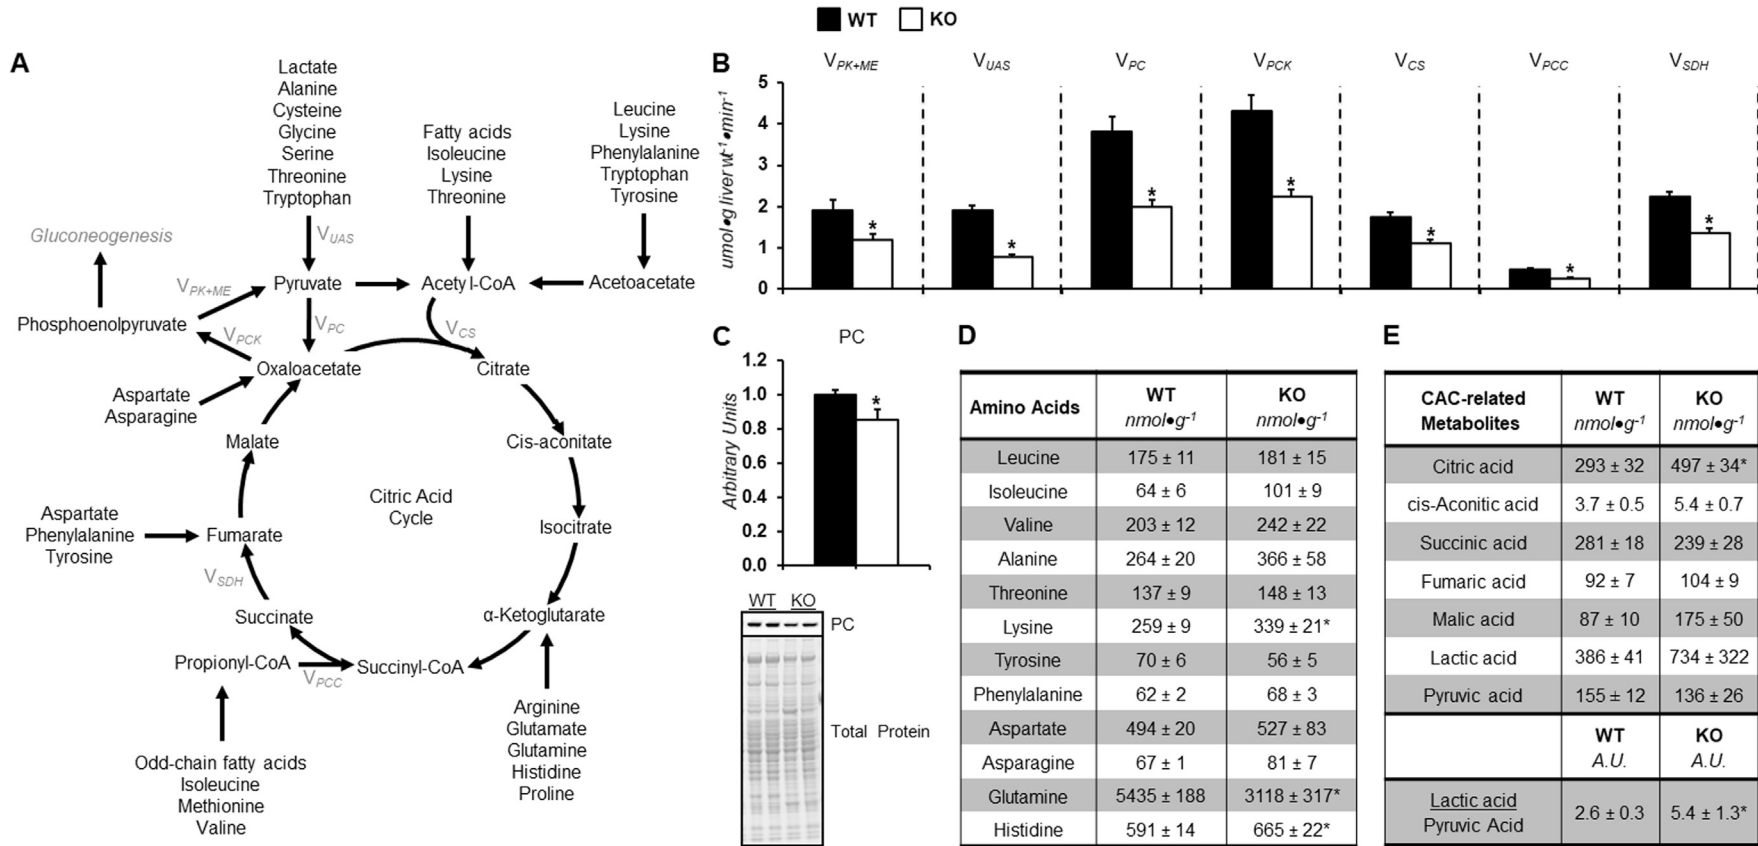 WT KO
A
Lactate
Alanine
Cysteine
Glycine
Serine
Threonine
Tryptophan
Fatty acids
Isoleucine
Lysine
Threonine
Leucine
Lysine
Phenylalanine
Tryptophan
Tyrosine
Gluconeogenesis
V_UAS
V_PK+ME
Pyruvate
Acetyl-CoA
Acetoacetate
Phosphoenolpyruvate
V_PCK
V_PC
V_CS
Oxaloacetate
Citrate
Aspartate
Asparagine
Malate
Cis-aconitate
Citric Acid
Cycle
Aspartate
Phenylalanine
Tyrosine
Fumarate
Isocitrate
V_SDH
Succinate
α-Ketoglutarate
Propionyl-CoA
V_PCC
Succinyl-CoA
Arginine
Glutamate
Glutamine
Histidine
Proline
Odd-chain fatty acids
Isoleucine
Methionine
Valine
B
V_PK+ME V_UAS V_PC V_PCK V_CS V_PCC V_SDH
umol•g liver wt⁻¹•min⁻¹
5
4
3
2
1
0
* * * * * * *
C
PC
Arbitrary Units
1.2
1.0
0.8
0.6
0.4
0.2
0.0
*
WT KO
PC
Total Protein
D
Amino Acids WT nmol•g⁻¹ KO nmol•g⁻¹
Leucine 175 ± 11 181 ± 15
Isoleucine 64 ± 6 101 ± 9
Valine 203 ± 12 242 ± 22
Alanine 264 ± 20 366 ± 58
Threonine 137 ± 9 148 ± 13
Lysine 259 ± 9 339 ± 21*
Tyrosine 70 ± 6 56 ± 5
Phenylalanine 62 ± 2 68 ± 3
Aspartate 494 ± 20 527 ± 83
Asparagine 67 ± 1 81 ± 7
Glutamine 5435 ± 188 3118 ± 317*
Histidine 591 ± 14 665 ± 22*
E
CAC-related Metabolites WT nmol•g⁻¹ KO nmol•g⁻¹
Citric acid 293 ± 32 497 ± 34*
cis-Aconitic acid 3.7 ± 0.5 5.4 ± 0.7
Succinic acid 281 ± 18 239 ± 28
Fumaric acid 92 ± 7 104 ± 9
Malic acid 87 ± 10 175 ± 50
Lactic acid 386 ± 41 734 ± 322
Pyruvic acid 155 ± 12 136 ± 26
WT A.U. KO A.U.
Lactic acid
Pyruvic Acid 2.6 ± 0.3 5.4 ± 1.3*